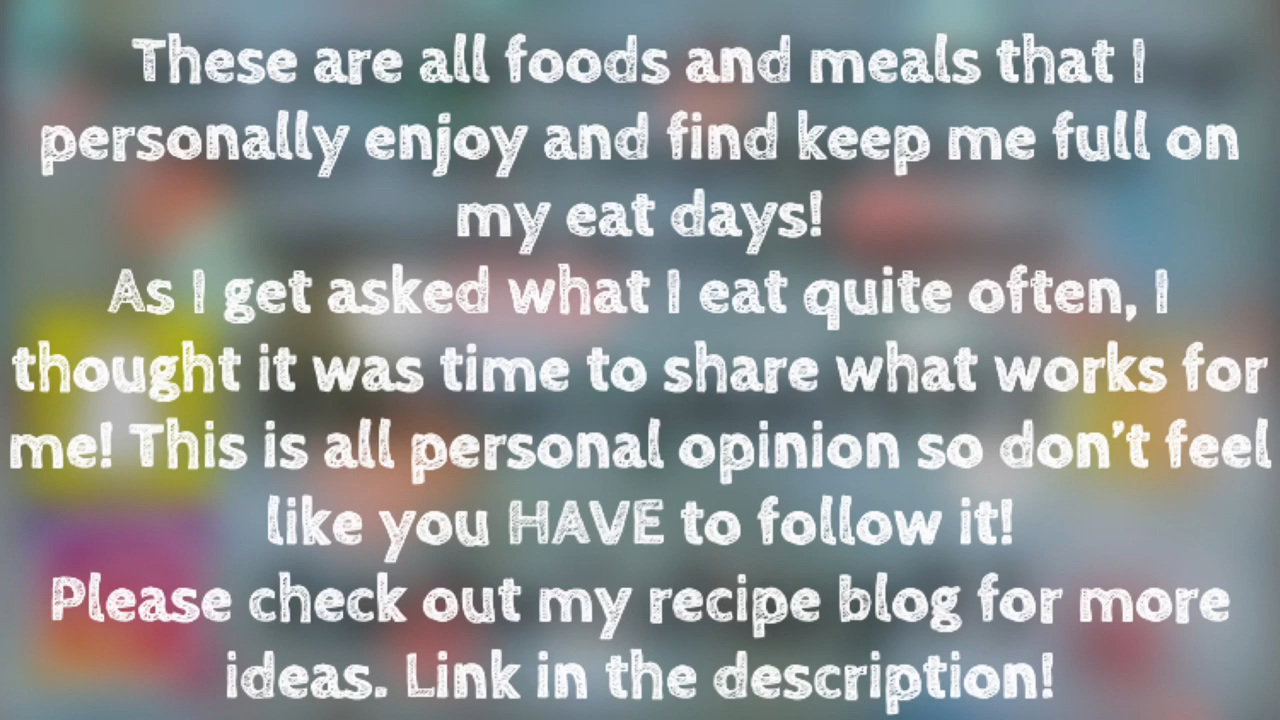 These are all foods and meals that I
personally enjoy and find keep me full on
my eat days!
As I get asked what I eat quite often, I
thought it was time to share what works for
me! This is all personal opinion so don't feel
like you HAVE to follow it!
Please check out my recipe blog for more
ideas. Link in the description!